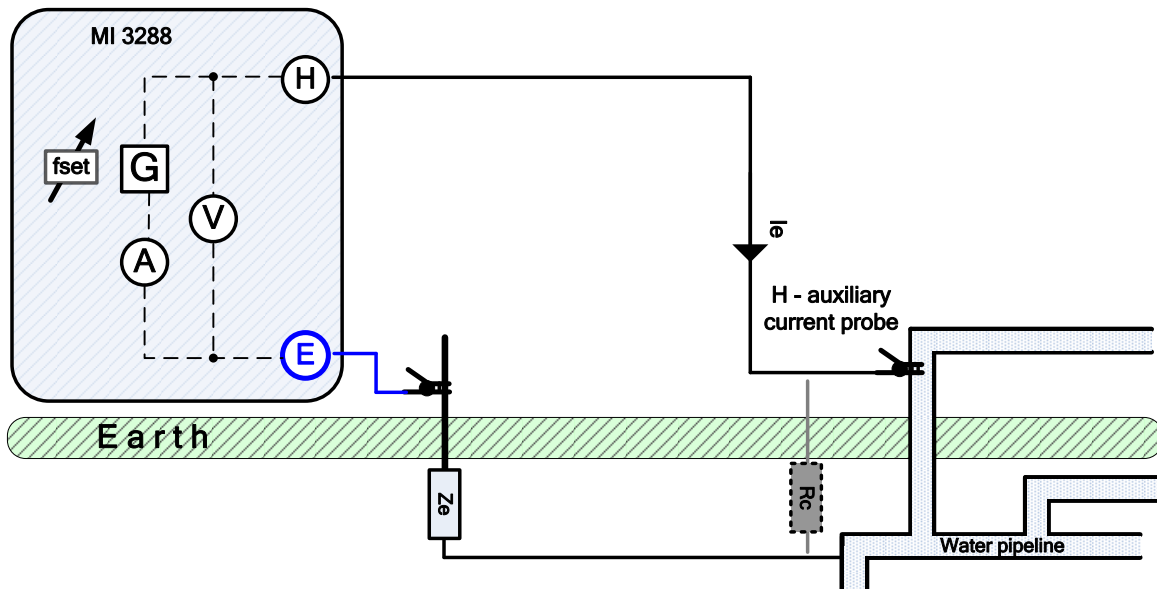 MI 3288
H
fset
G
V
A
Ie
H - auxiliary
current probe
E
Earth
Ze
Rc
Water pipeline